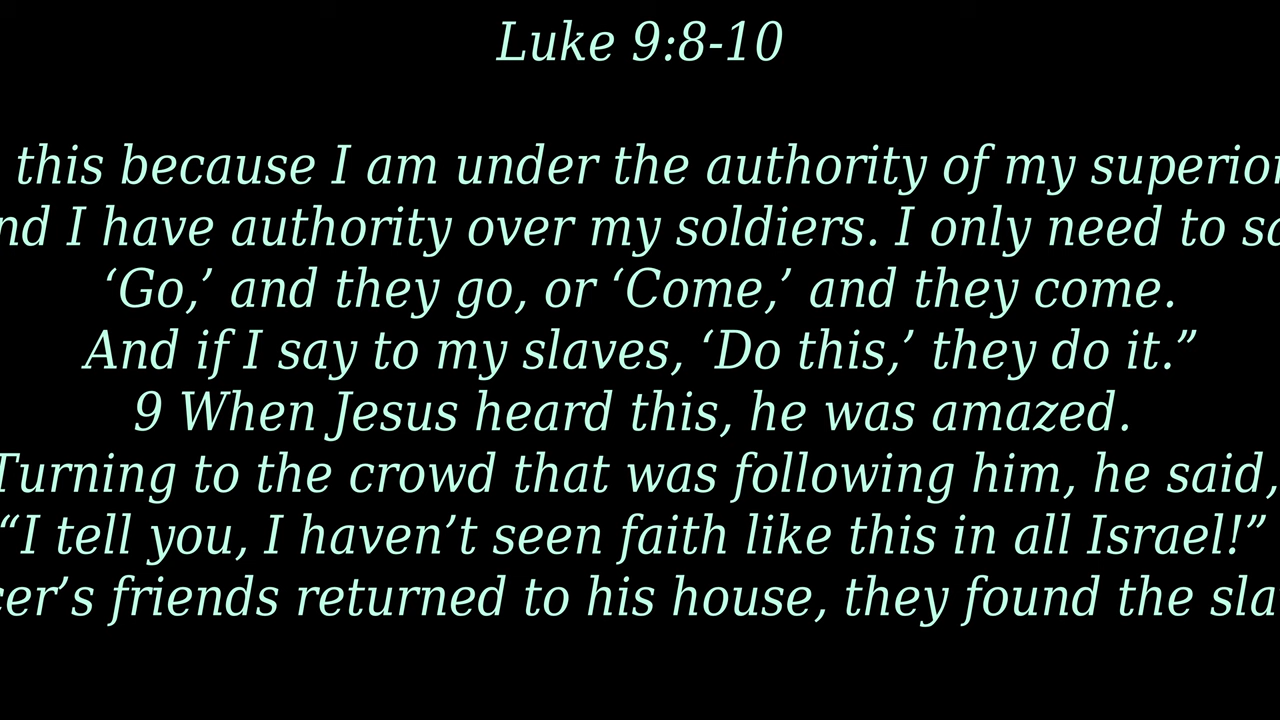 Luke 9:8-10
this because I am under the authority of my superior
nd I have authority over my soldiers. I only need to
‘Go,’ and they go, or ‘Come,’ and they come.
And if I say to my slaves, ‘Do this,’ they do it.”
9 When Jesus heard this, he was amazed.
Turning to the crowd that was following him, he said,
“I tell you, I haven’t seen faith like this in all Israel!”
cer’s friends returned to his house, they found the sla